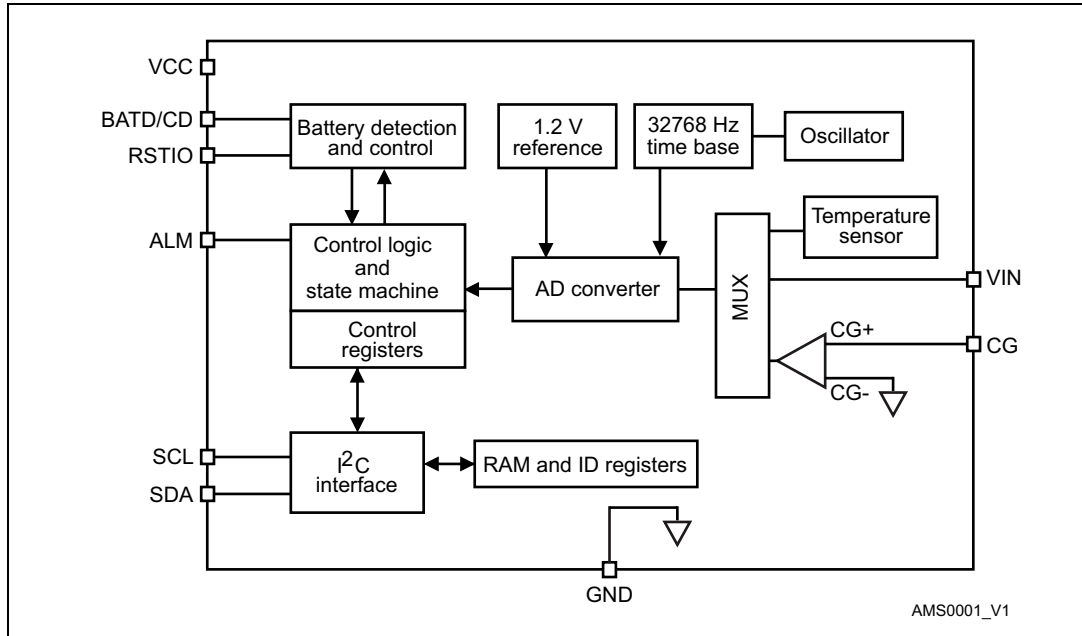 VCC
BATD/CD
RSTIO
Battery detection
and control
1.2 V
reference
32768 Hz
time base
Oscillator
ALM
Control logic
and
state machine
Control
registers
AD converter
MUX
Temperature
sensor
VIN
CG+
CG
CG-
SCL
SDA
I²C
interface
RAM and ID registers
GND
AMS0001_V1